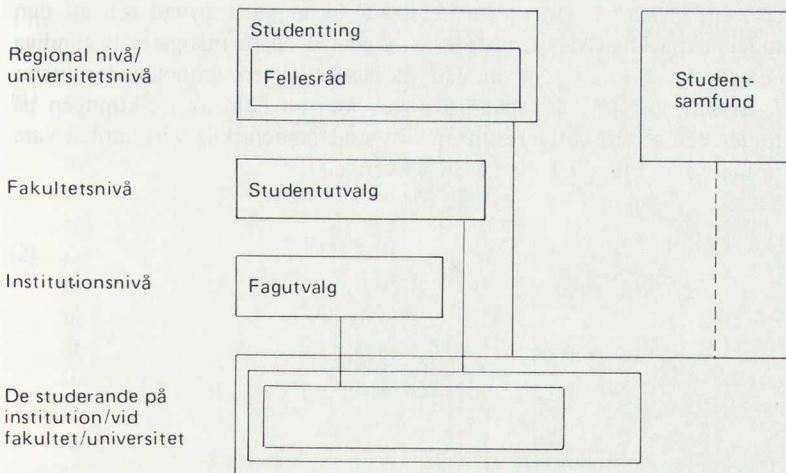 Studentting
Regional nivå/
universitetsnivå
Fellesråd
Student-
samfund
Fakultetsnivå
Studentutvalg
Institutionsnivå
Fagutvalg
De studerande på
institution/vid
fakultet/universitet